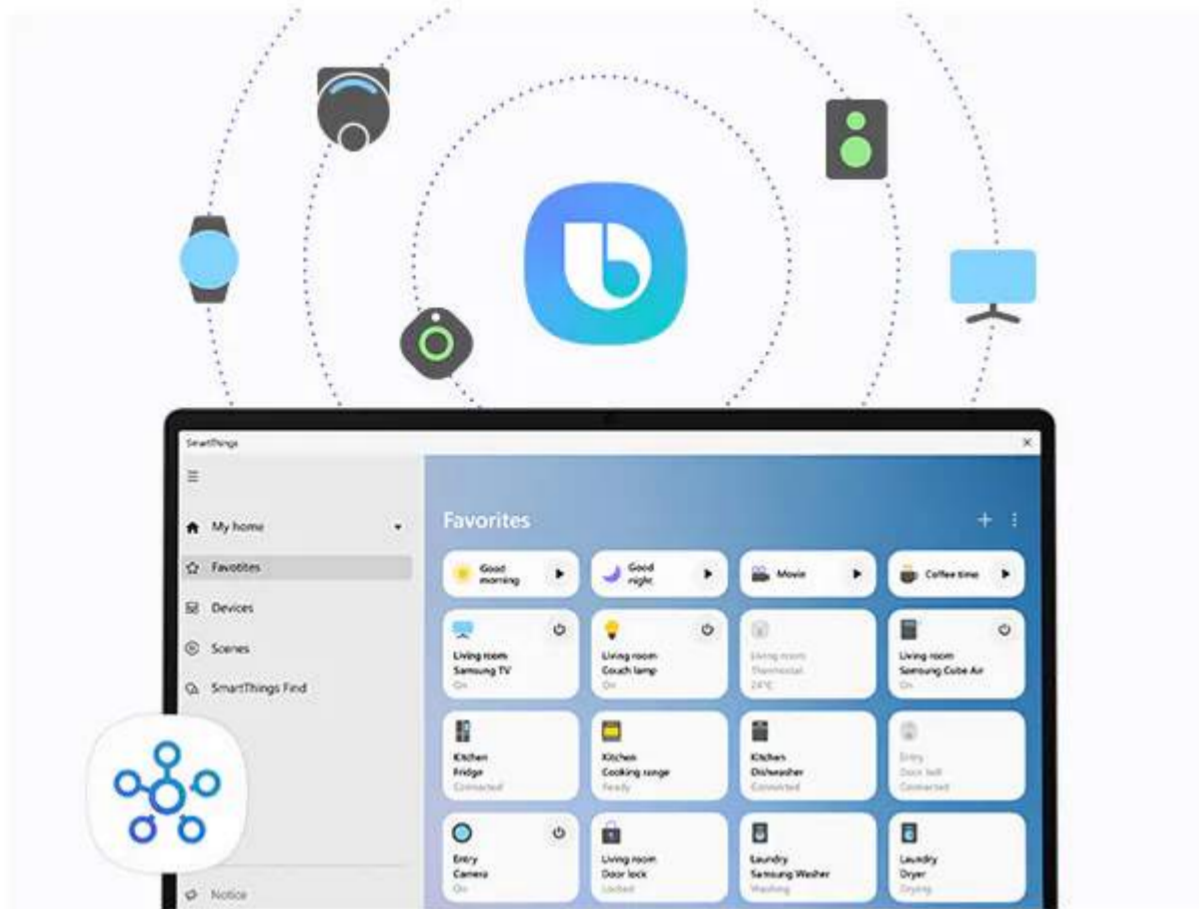 SmartThings
My home
Favotites
Devices
Scenes
SmartThings Find
Notice
Favorites
Good
morning
Good
night
Movie
Coffee time
Living room
Samsung TV
On
Living room
Couch lamp
On
Living room
Thermostat
24°C
Living room
Samsung Cube Air
On
Kitchen
Fridge
Connected
Kitchen
Cooking range
Ready
Kitchen
Dishwasher
Connected
Entry
Door bell
Connected
Entry
Camera
On
Living room
Door lock
Locked
Laundry
Samsung Washer
Washing
Laundry
Dryer
Drying